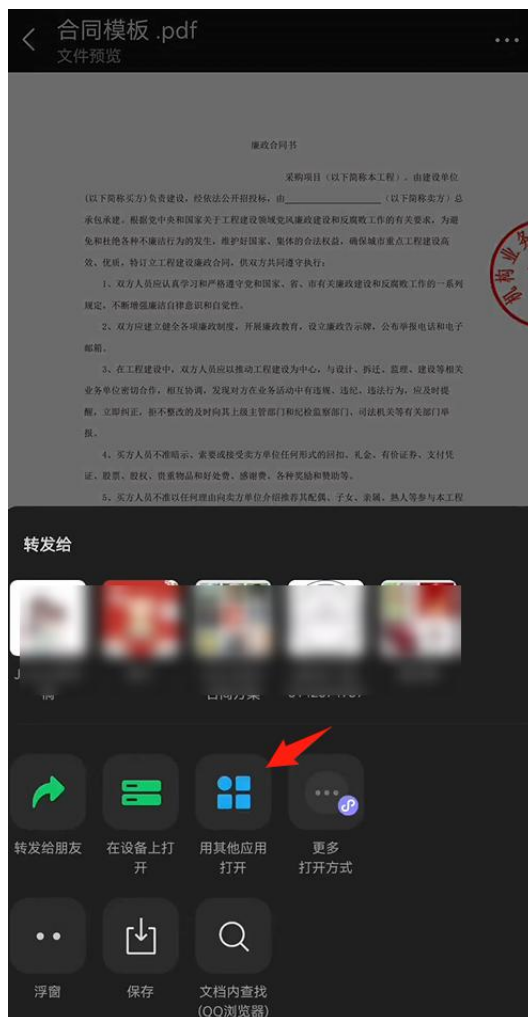 合同模板 .pdf
文件预览
廉政合同书
采购项目（以下简称本工程）、由建设单位
(以下简称买方)负责建设，经依法公开招投标，由（以下简称卖方）总
承包承建。根据党中央和国家关于工程建设领域党风廉政建设和反腐败工作的有关要求，为避
免和杜绝各种不廉洁行为的发生，维护好国家、集体的合法权益，确保城市重点工程建设高
效、优质，特订立工程建设廉政合同，供双方共同遵守执行：
1、双方人员应认真学习和严格遵守党和国家、省、市有关廉政建设和反腐败工作的一系列
规定，不断增强廉洁自律意识和自觉性。
2、双方应建立健全各项廉政制度，开展廉政教育，设立廉政告示牌，公布举报电话和电子
邮箱。
3、在工程建设中，双方人员应以推动工程建设为中心，与设计、拆迁、监理、建设等相关
业务单位密切合作，相互协调，发现对方在业务活动中有违规、违纪、违法行为，应及时提
醒，立即纠正，拒不整改的及时向其上级主管部门和纪检监察部门、司法机关等有关部门举
报。
4、买方人员不准暗示、索要或接受卖方单位任何形式的回扣、礼金、有价证券、支付凭
证、股票、股权、贵重物品和好处费、感谢费、各种奖励和赞助等。
5、买方人员不准以任何理由向卖方单位介绍推荐其配偶、子女、亲属、熟人等参与本工程
机构业务
转发给
转发给朋友
在设备上打
开
用其他应用
打开
更多
打开方式
浮窗
保存
文档内查找
(QQ浏览器)